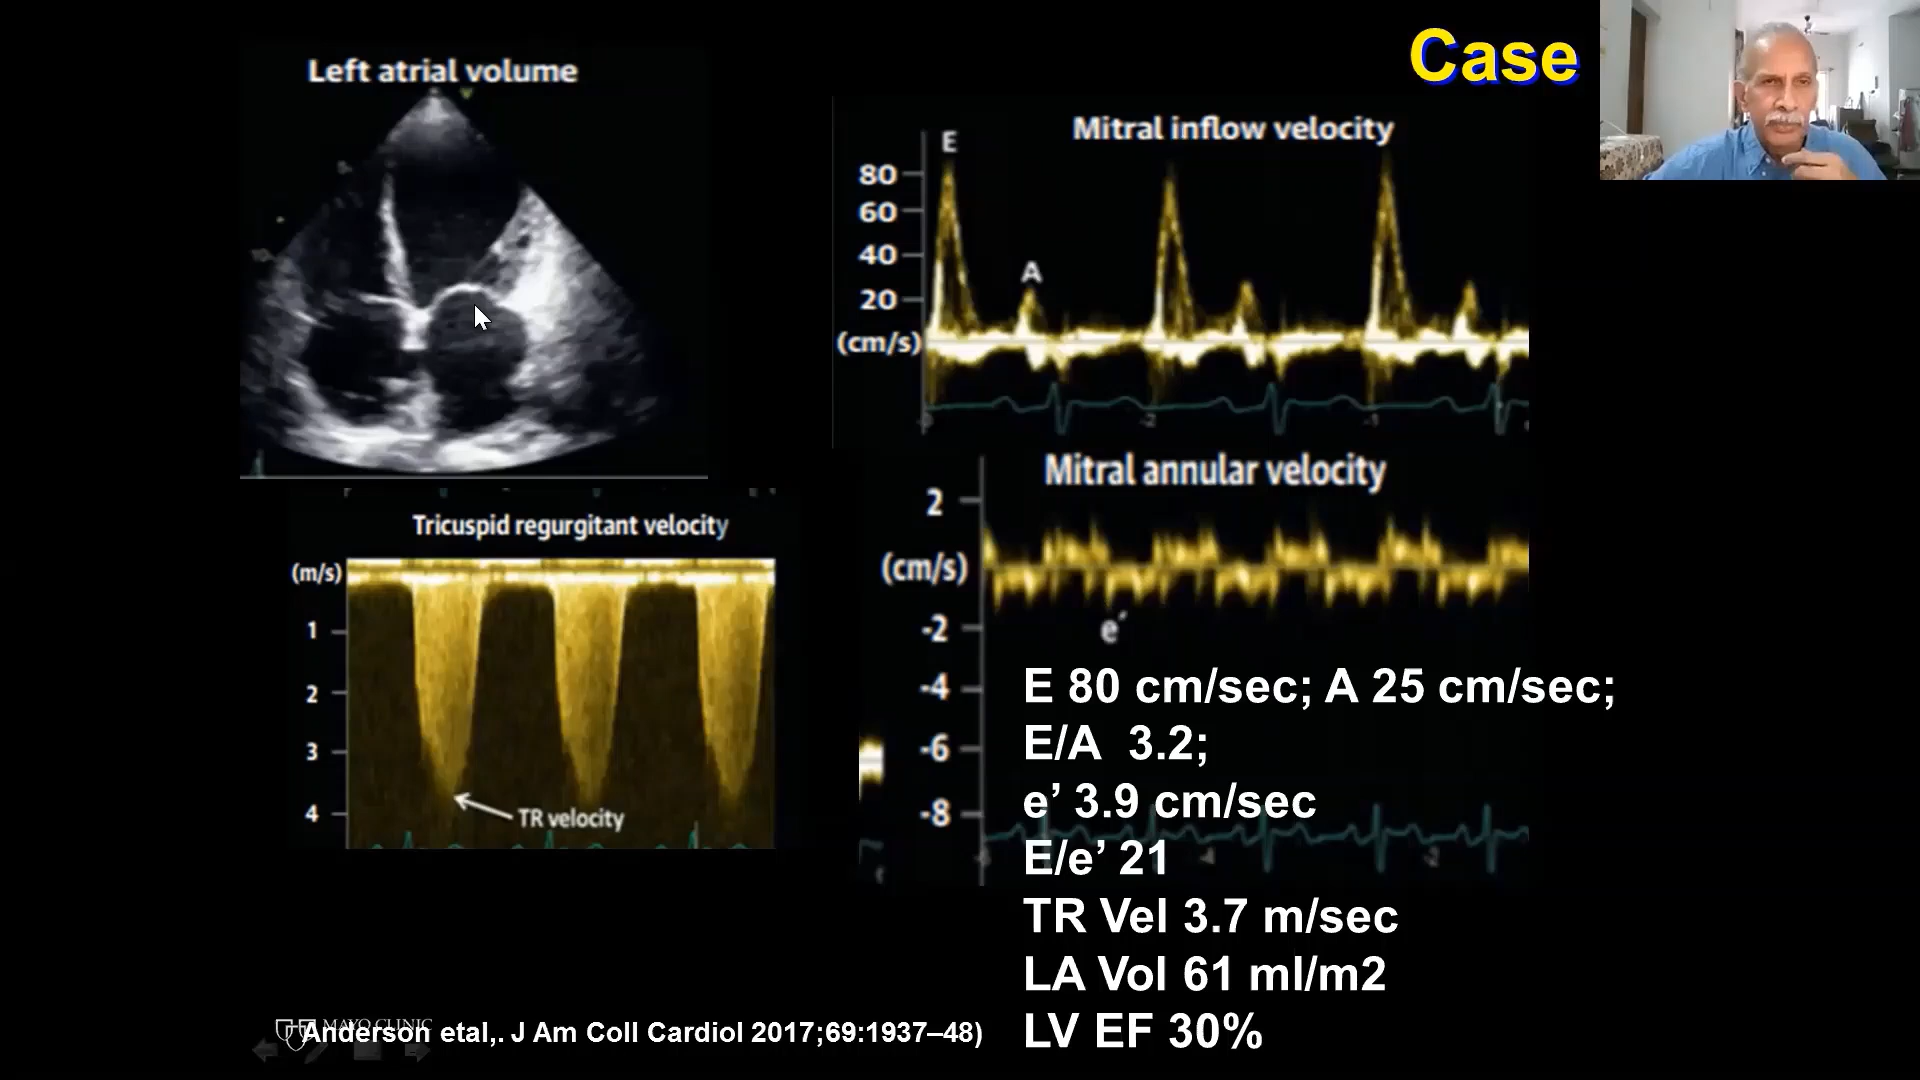 Case
Left atrial volume
Mitral inflow velocity
E
80
60
A
40
20
(cm/s)
Mitral annular velocity
2
(cm/s)
e´
-2
-4
-6
-8
Tricuspid regurgitant velocity
(m/s)
1
2
3
4
TR velocity
E 80 cm/sec; A 25 cm/sec;
E/A 3.2;
e’ 3.9 cm/sec
E/e’ 21
TR Vel 3.7 m/sec
LA Vol 61 ml/m2
LV EF 30%
MAYO CLINIC
Anderson etal,. J Am Coll Cardiol 2017;69:1937–48)